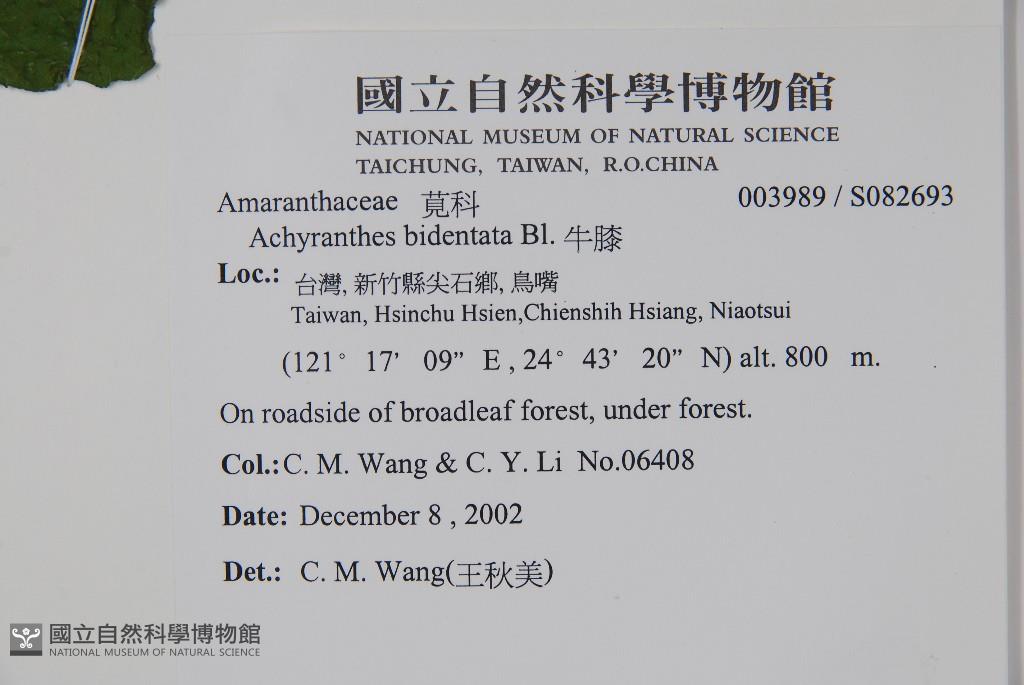 國立自然科學博物館
NATIONAL MUSEUM OF NATURAL SCIENCE
TAICHUNG, TAIWAN, R.O.CHINA
Amaranthaceae 莧科 003989 / S082693
Achyranthes bidentata Bl. 牛膝
Loc.: 台灣, 新竹縣尖石鄉, 鳥嘴
Taiwan, Hsinchu Hsien,Chienshih Hsiang, Niaotsui
(121° 17’ 09” E , 24° 43’ 20” N) alt. 800 m.
On roadside of broadleaf forest, under forest.
Col.: C. M. Wang & C. Y. Li No.06408
Date: December 8 , 2002
Det.: C. M. Wang(王秋美)
國立自然科學博物館
NATIONAL MUSEUM OF NATURAL SCIENCE